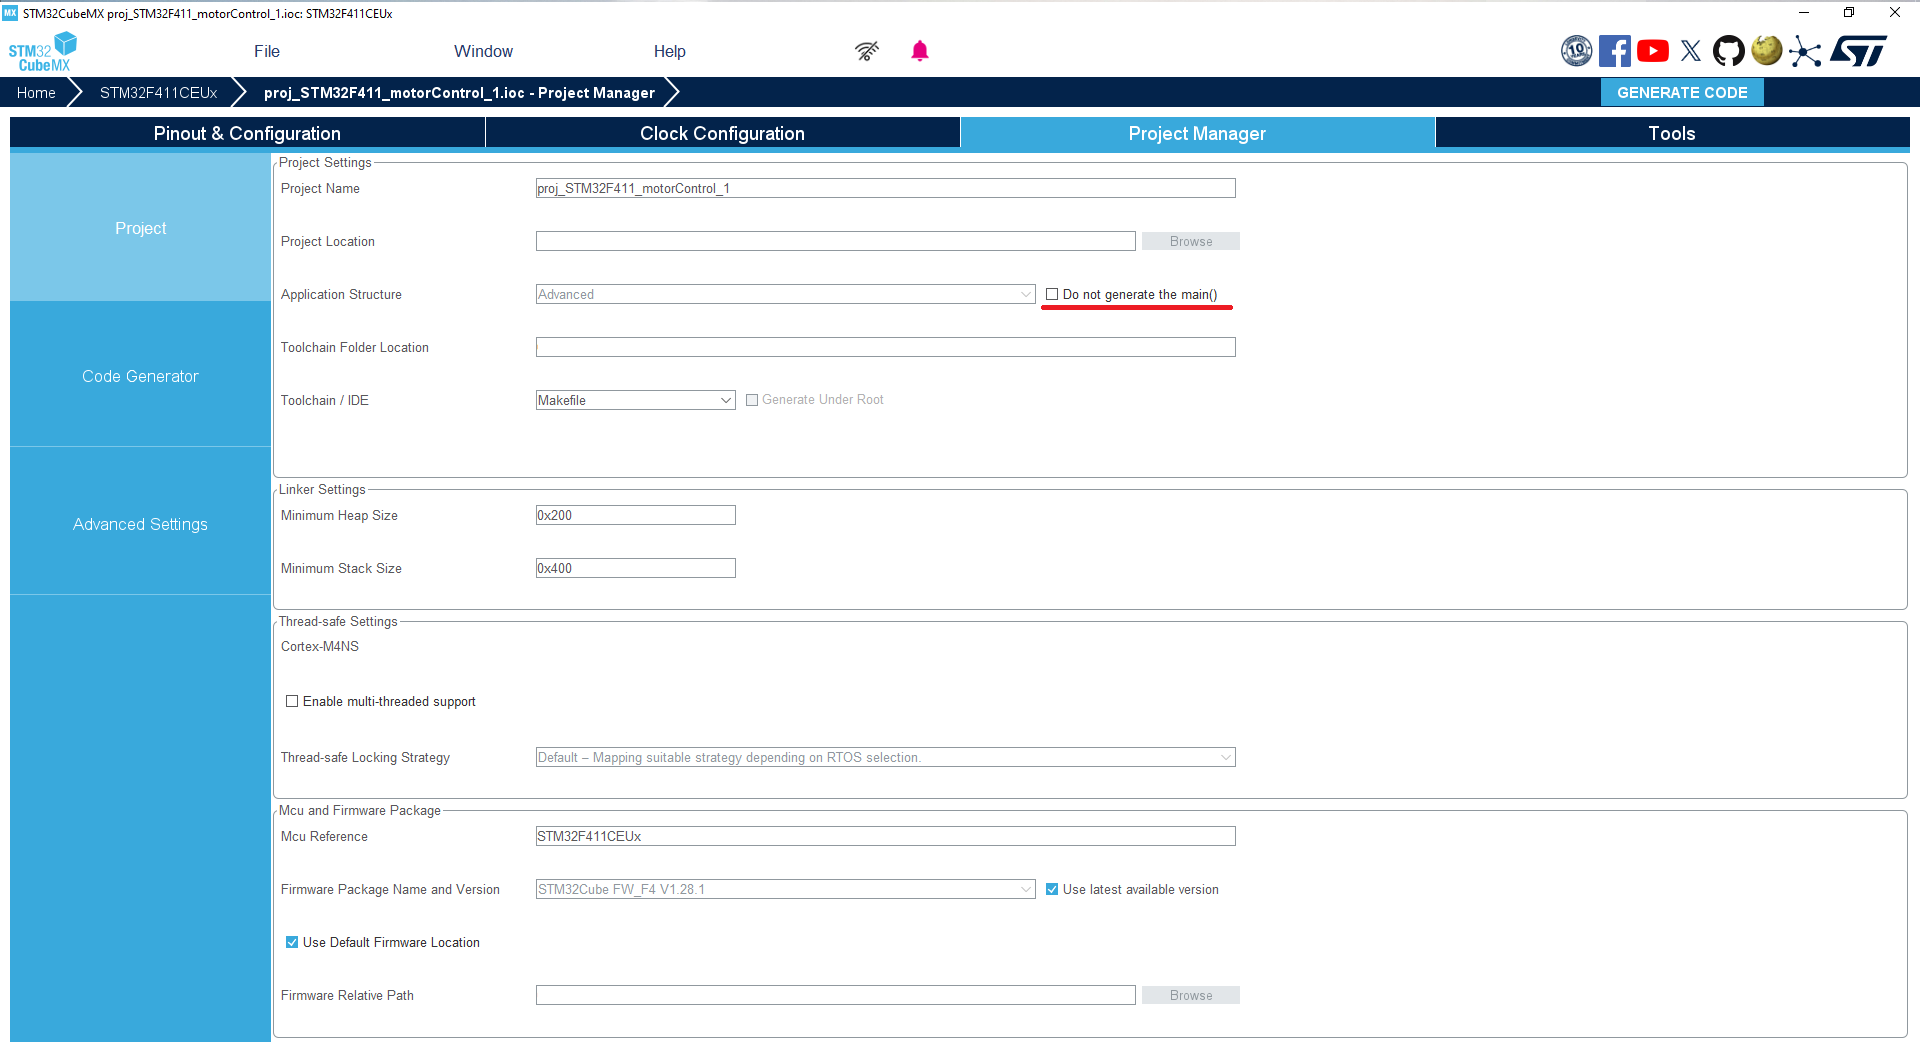 MX STM32CubeMX proj_STM32F411_motorControl_1.ioc: STM32F411CEUx
STM32
CubeMX
File Window Help
10
ST
Home STM32F411CEUx proj_STM32F411_motorControl_1.ioc - Project Manager GENERATE CODE
Pinout & Configuration Clock Configuration Project Manager Tools
Project
Code Generator
Advanced Settings
Project Settings
Project Name proj_STM32F411_motorControl_1
Project Location Browse
Application Structure Advanced Do not generate the main()
Toolchain Folder Location
Toolchain / IDE Makefile Generate Under Root
Linker Settings
Minimum Heap Size 0x200
Minimum Stack Size 0x400
Thread-safe Settings
Cortex-M4NS
Enable multi-threaded support
Thread-safe Locking Strategy Default – Mapping suitable strategy depending on RTOS selection.
Mcu and Firmware Package
Mcu Reference STM32F411CEUx
Firmware Package Name and Version STM32Cube FW_F4 V1.28.1 Use latest available version
Use Default Firmware Location
Firmware Relative Path Browse